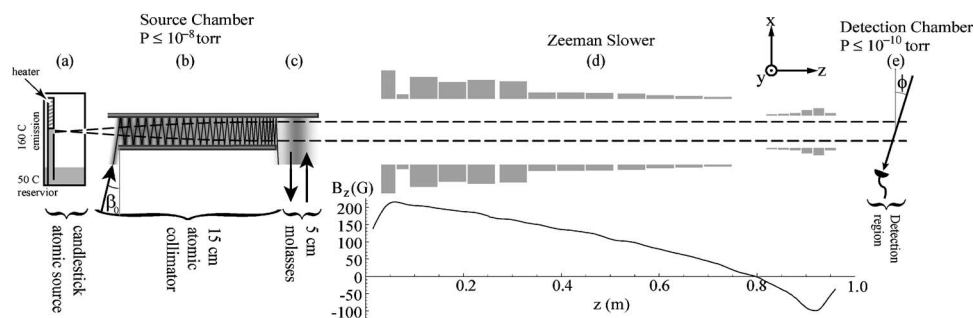 Source Chamber
P ≤ 10⁻⁸ torr
(a)
(b)
(c)
Zeeman Slower
(d)
x
y
z
Detection Chamber
P ≤ 10⁻¹⁰ torr
(e)
ϕ
heater
160 C
emission
50 C
reservior
β₀
candlestick
atomic source
15 cm
atomic
collimator
5 cm
molasses
Detection
region
B_z(G)
200
150
100
50
0
-50
-100
0.2
0.4
0.6
0.8
1.0
z (m)